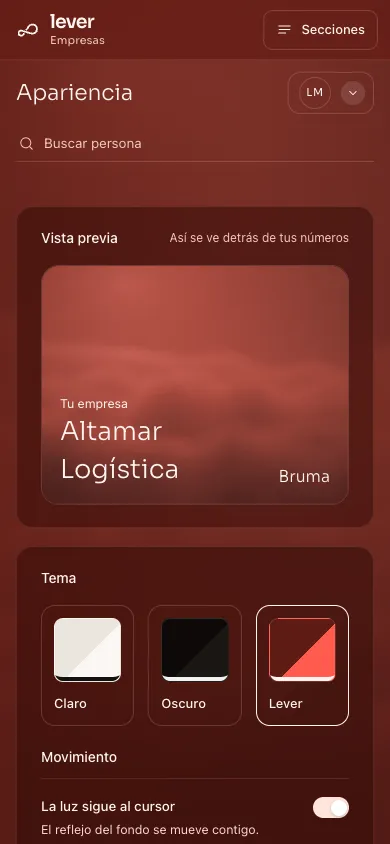 lever
Empresas
Secciones
Apariencia
LM
Buscar persona
Vista previa
Así se ve detrás de tus números
Tu empresa
Altamar
Logística
Bruma
Tema
Claro
Oscuro
Lever
Movimiento
La luz sigue al cursor
El reflejo del fondo se mueve contigo.